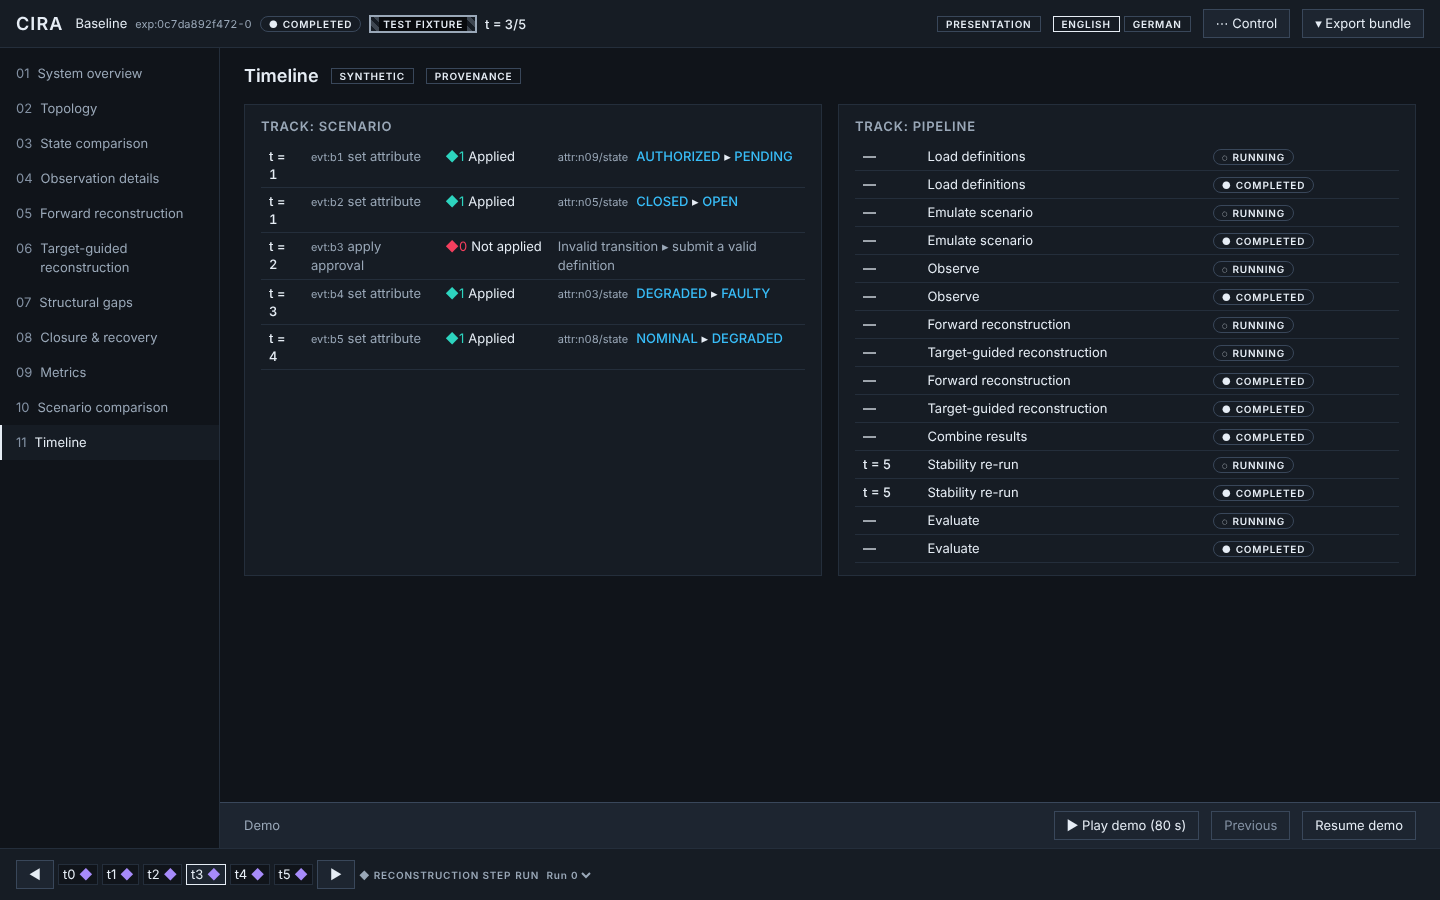 CIRA Baseline exp:0c7da892f472-0 COMPLETED TEST FIXTURE t = 3/5 PRESENTATION ENGLISH GERMAN ··· Control ▾ Export bundle
01 System overview
02 Topology
03 State comparison
04 Observation details
05 Forward reconstruction
06 Target-guided
reconstruction
07 Structural gaps
08 Closure & recovery
09 Metrics
10 Scenario comparison
11 Timeline
Timeline SYNTHETIC PROVENANCE
TRACK: SCENARIO
t =
1
evt:b1 set attribute ◆1 Applied attr:n09/state AUTHORIZED ▸ PENDING
t =
1
evt:b2 set attribute ◆1 Applied attr:n05/state CLOSED ▸ OPEN
t =
2
evt:b3 apply
approval
◆0 Not applied
Invalid transition ▸ submit a valid
definition
t =
3
evt:b4 set attribute ◆1 Applied attr:n03/state DEGRADED ▸ FAULTY
t =
4
evt:b5 set attribute ◆1 Applied attr:n08/state NOMINAL ▸ DEGRADED
TRACK: PIPELINE
— Load definitions ○ RUNNING
— Load definitions ● COMPLETED
— Emulate scenario ○ RUNNING
— Emulate scenario ● COMPLETED
— Observe ○ RUNNING
— Observe ● COMPLETED
— Forward reconstruction ○ RUNNING
— Target-guided reconstruction ○ RUNNING
— Forward reconstruction ● COMPLETED
— Target-guided reconstruction ● COMPLETED
— Combine results ● COMPLETED
t = 5 Stability re-run ○ RUNNING
t = 5 Stability re-run ● COMPLETED
— Evaluate ○ RUNNING
— Evaluate ● COMPLETED
Demo ▶ Play demo (80 s) Previous Resume demo
◀ t0 ◆ t1 ◆ t2 ◆ t3 ◆ t4 ◆ t5 ◆ ▶ ◆ RECONSTRUCTION STEP RUN Run 0